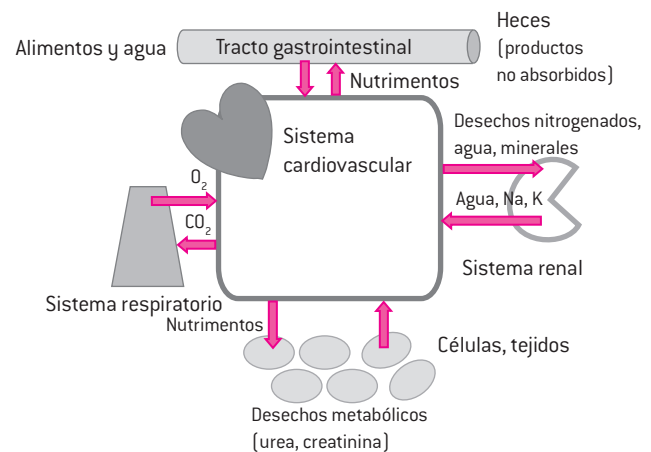 Alimentos y agua
Tracto gastrointestinal
Heces
(productos
no absorbidos)
Nutrimentos
Sistema
cardiovascular
Desechos nitrogenados,
agua, minerales
O₂
CO₂
Agua, Na, K
Sistema renal
Sistema respiratorio
Nutrimentos
Células, tejidos
Desechos metabólicos
(urea, creatinina)